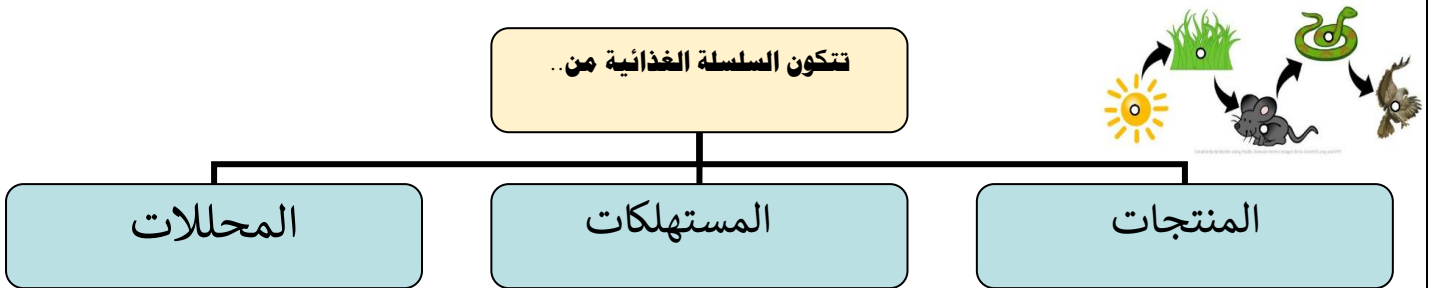 تتكون السلسلة الغذائية من..
المنتجات
المستهلكات
المحللات